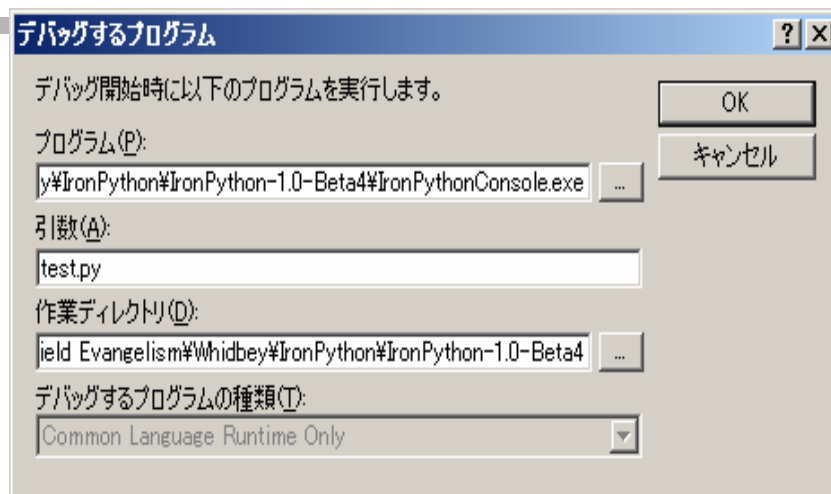 デバッグするプログラム
デバッグ開始時に以下のプログラムを実行します。
OK
キャンセル
プログラム(P):
y¥IronPython¥IronPython-1.0-Beta4¥IronPythonConsole.exe
...
引数(A):
test.py
作業ディレクトリ(D):
ield Evangelism¥Whidbey¥IronPython¥IronPython-1.0-Beta4
...
デバッグするプログラムの種類(T):
Common Language Runtime Only